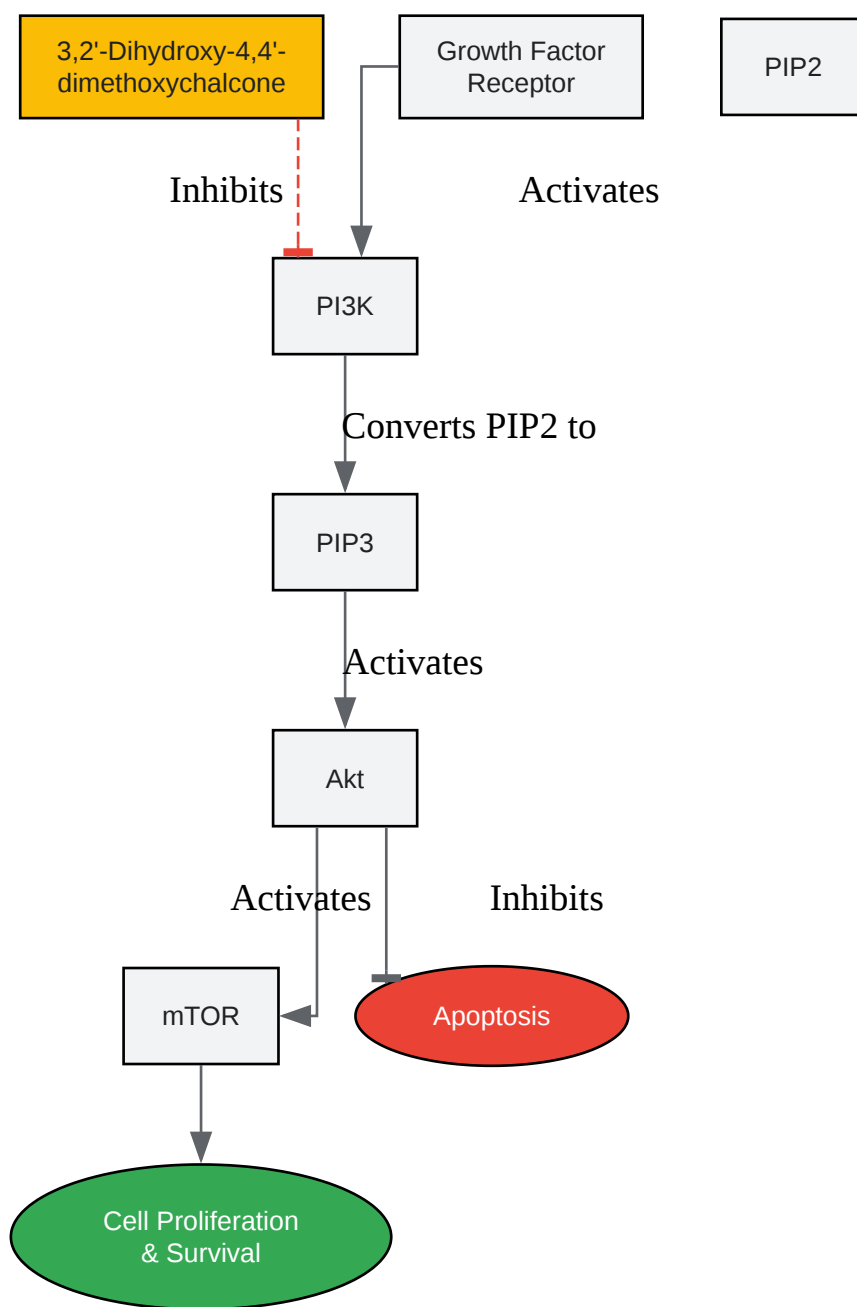 3,2'-Dihydroxy-4,4'-
dimethoxychalcone
Growth Factor
Receptor
PIP2
Inhibits
Activates
PI3K
Converts PIP2 to
PIP3
Activates
Akt
Activates
Inhibits
mTOR
Apoptosis
Cell Proliferation
& Survival